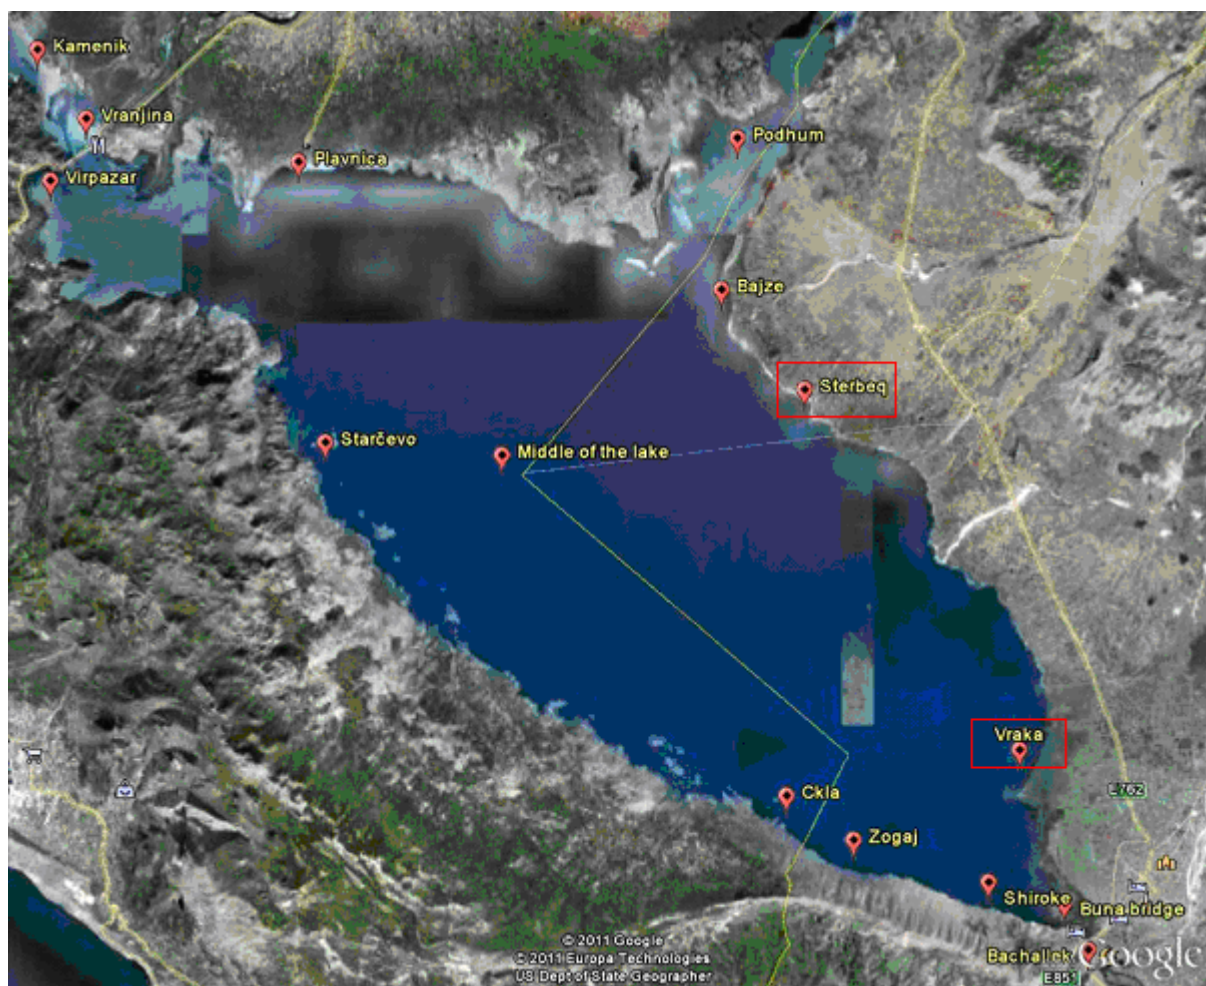 Kamenik
Vranjina
Podhum
Plavnica
Virpazar
Bajze
Sterbeq
Starčevo
Middle of the lake
Vraka
L762
Ckla
Zogaj
Shiroke
Buna bridge
© 2011 Google
© 2011 Europa Technologies
US Dept of State Geographer
Bachallek
Google
E851